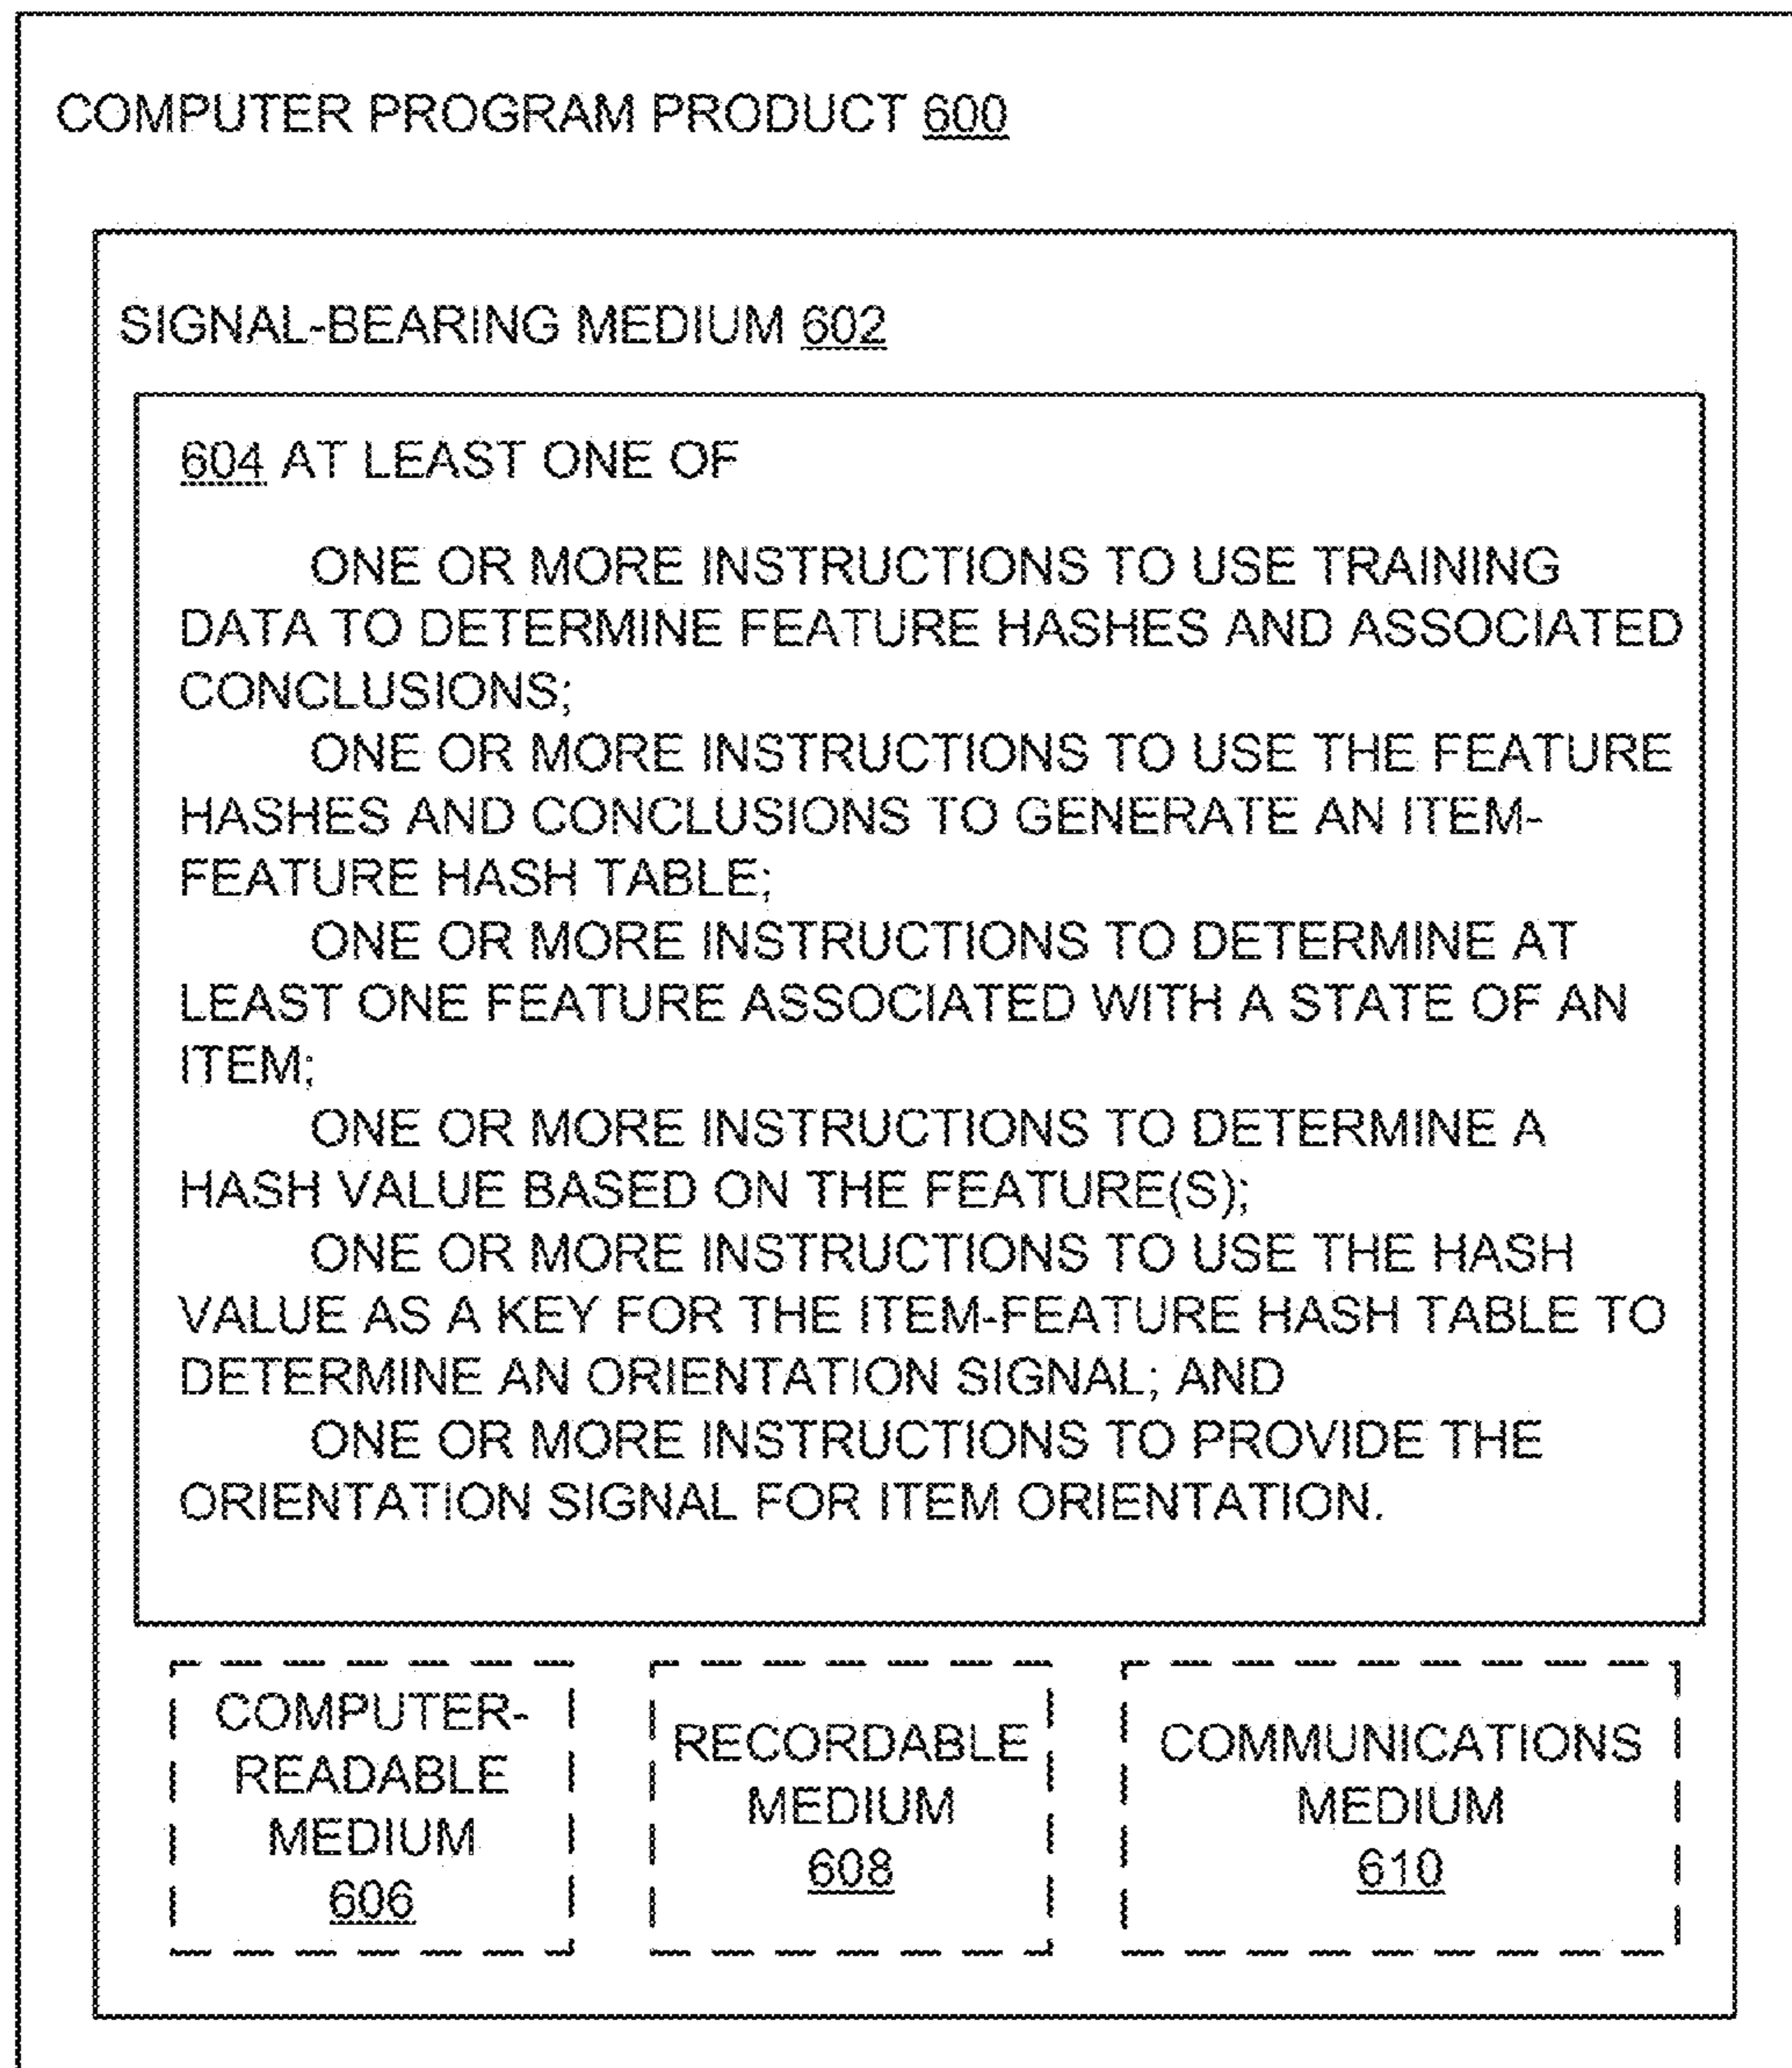 COMPUTER PROGRAM PRODUCT 600
SIGNAL-BEARING MEDIUM 602
604 AT LEAST ONE OF
ONE OR MORE INSTRUCTIONS TO USE TRAINING
DATA TO DETERMINE FEATURE HASHES AND ASSOCIATED
CONCLUSIONS;
ONE OR MORE INSTRUCTIONS TO USE THE FEATURE
HASHES AND CONCLUSIONS TO GENERATE AN ITEM-
FEATURE HASH TABLE;
ONE OR MORE INSTRUCTIONS TO DETERMINE AT
LEAST ONE FEATURE ASSOCIATED WITH A STATE OF AN
ITEM;
ONE OR MORE INSTRUCTIONS TO DETERMINE A
HASH VALUE BASED ON THE FEATURE(S);
ONE OR MORE INSTRUCTIONS TO USE THE HASH
VALUE AS A KEY FOR THE ITEM-FEATURE HASH TABLE TO
DETERMINE AN ORIENTATION SIGNAL; AND
ONE OR MORE INSTRUCTIONS TO PROVIDE THE
ORIENTATION SIGNAL FOR ITEM ORIENTATION.
COMPUTER-
READABLE
MEDIUM
606
RECORDABLE
MEDIUM
608
COMMUNICATIONS
MEDIUM
610